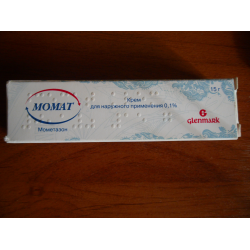 МОМАТ
Мометазон
Крем
для наружного применения 0,1%
15 г
G
Glenmark